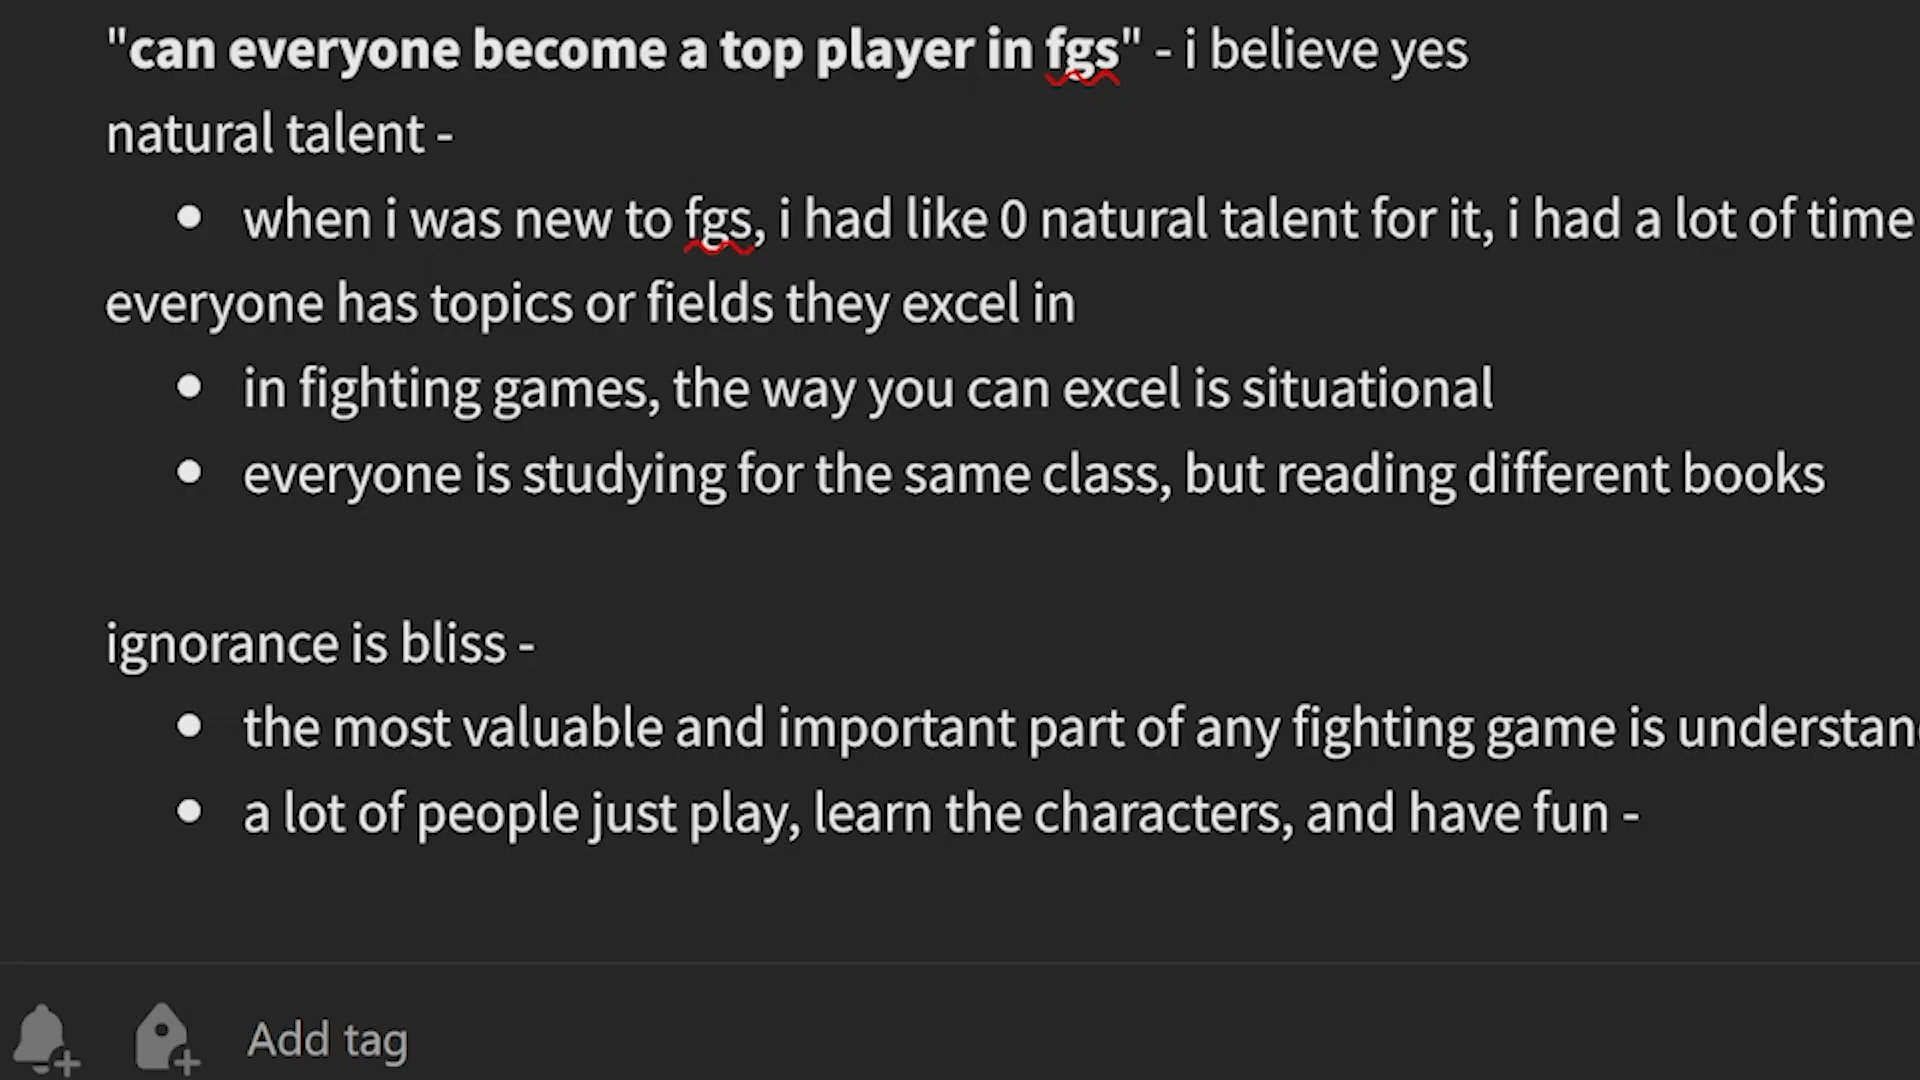 "can everyone become a top player in fgs" - i believe yes
natural talent -
• when i was new to fgs, i had like 0 natural talent for it, i had a lot of time
everyone has topics or fields they excel in
• in fighting games, the way you can excel is situational
• everyone is studying for the same class, but reading different books
ignorance is bliss -
• the most valuable and important part of any fighting game is
• a lot of people just play, learn the characters, and have fun -
Add tag